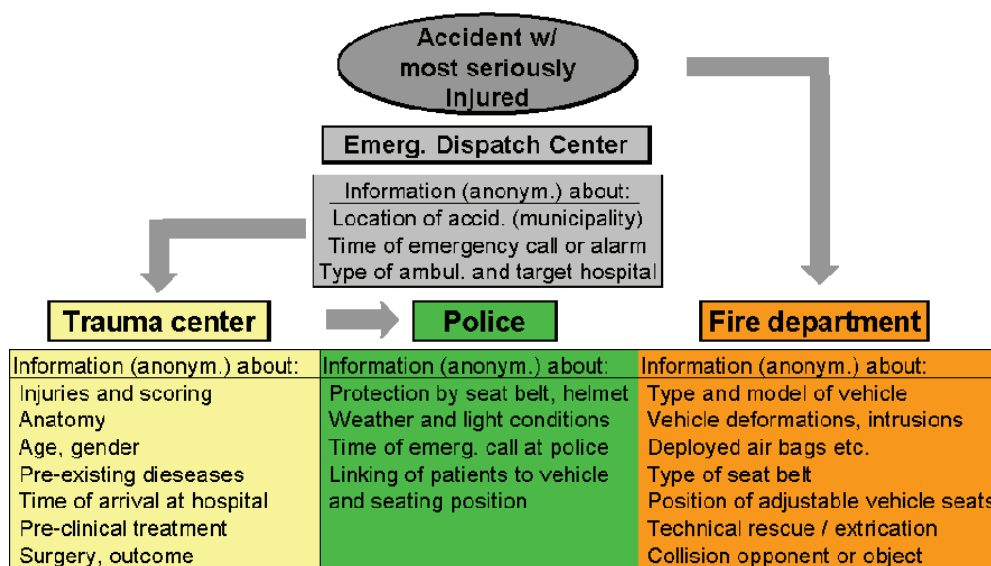 Accident w/
most seriously
Injured
Emerg. Dispatch Center
Information (anonym.) about:
Location of accid. (municipality)
Time of emergency call or alarm
Type of ambul. and target hospital
Trauma center
Information (anonym.) about:
Injuries and scoring
Anatomy
Age, gender
Pre-existing dieseases
Time of arrival at hospital
Pre-clinical treatment
Surgery, outcome
Police
Information (anonym.) about:
Protection by seat belt, helmet
Weather and light conditions
Time of emerg. call at police
Linking of patients to vehicle
and seating position
Fire department
Information (anonym.) about:
Type and model of vehicle
Vehicle deformations, intrusions
Deployed air bags etc.
Type of seat belt
Position of adjustable vehicle seats
Technical rescue / extrication
Collision opponent or object